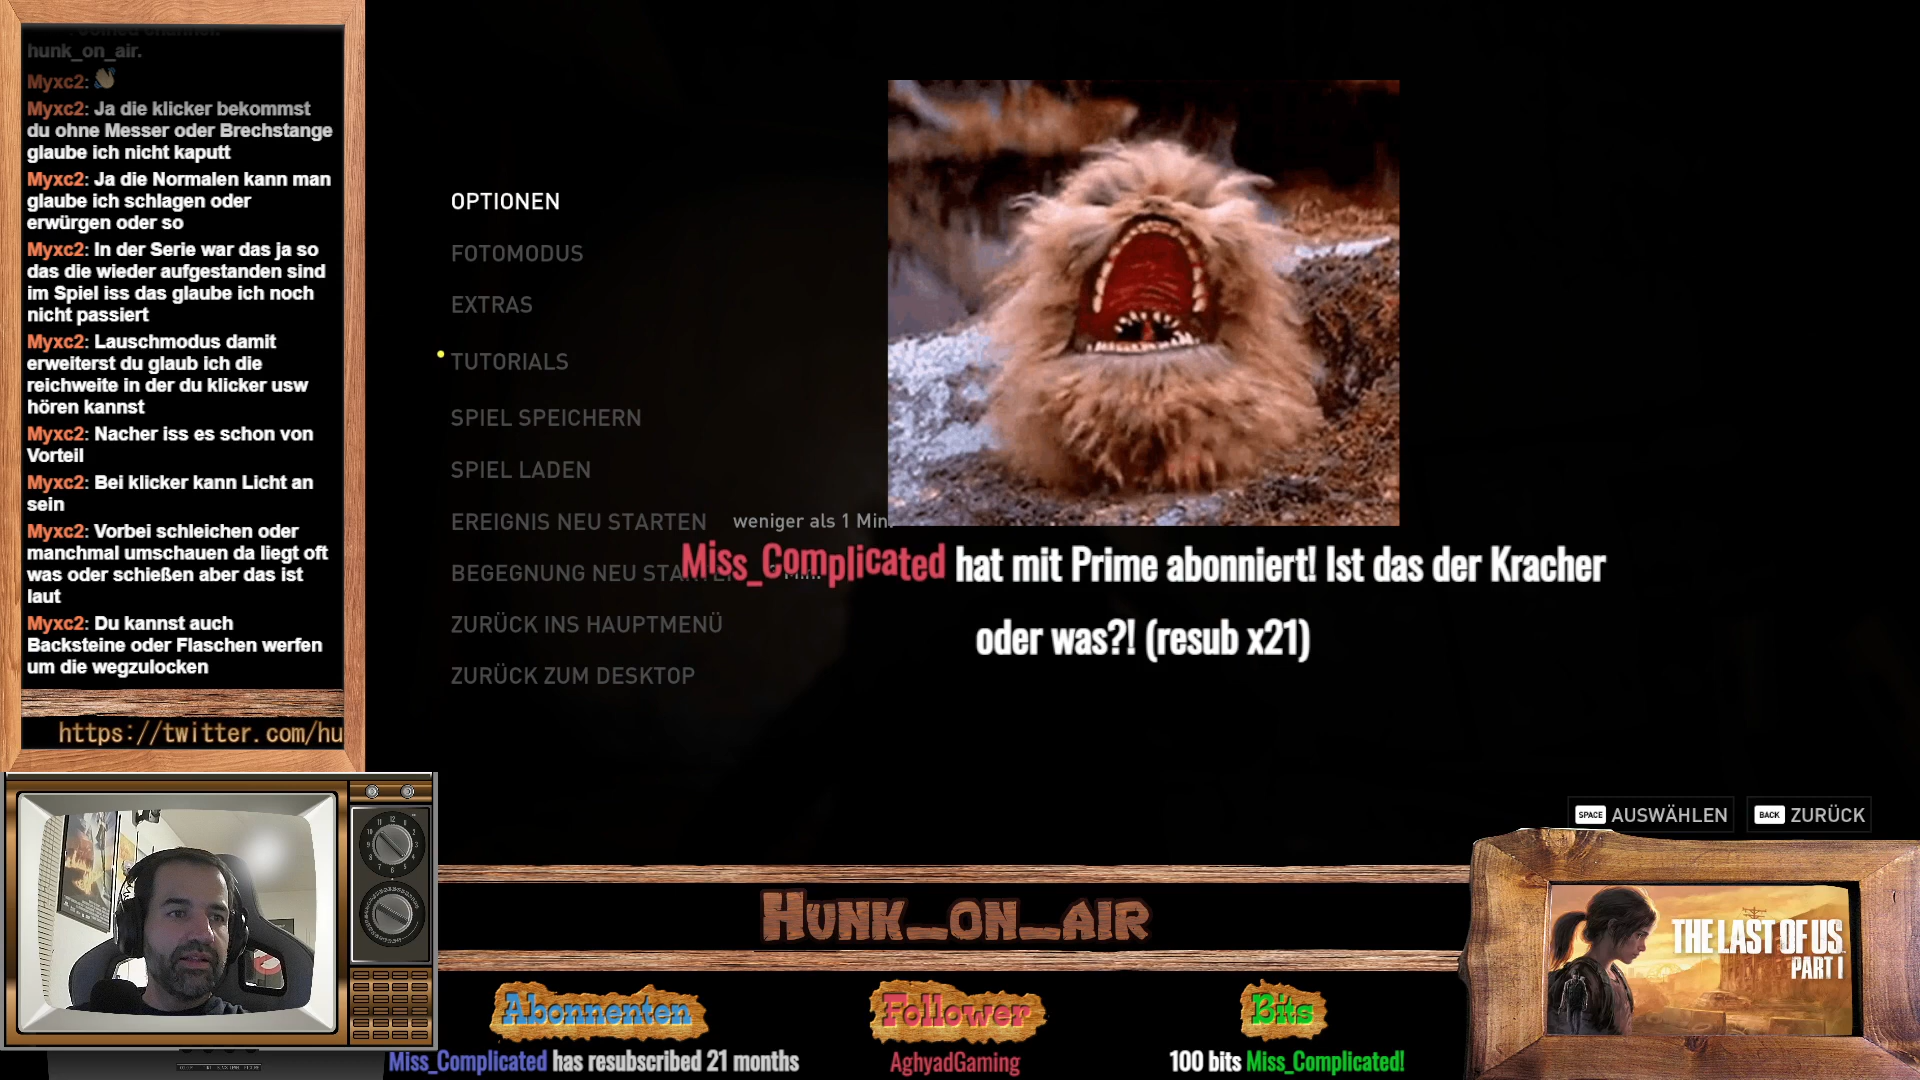 hunk_on_air.
Myxc2:
Myxc2: Ja die klicker bekommst
du ohne Messer oder Brechstange
glaube ich nicht kaputt
Myxc2: Ja die Normalen kann man
glaube ich schlagen oder
erwürgen oder so
Myxc2: In der Serie war das ja so
das die wieder aufgestanden sind
im Spiel iss das glaube ich noch
nicht passiert
Myxc2: Lauschmodus damit
erweiterst du glaub ich die
reichweite in der du klicker usw
hören kannst
Myxc2: Nacher iss es schon von
Vorteil
Myxc2: Bei klicker kann Licht an
sein
Myxc2: Vorbei schleichen oder
manchmal umschauen da liegt oft
was oder schießen aber das ist
laut
Myxc2: Du kannst auch
Backsteine oder Flaschen werfen
um die wegzulocken
https://twitter.com/hu
OPTIONEN
FOTOMODUS
EXTRAS
TUTORIALS
SPIEL SPEICHERN
SPIEL LADEN
EREIGNIS NEU STARTEN weniger als 1 Min.
BEGEGNUNG NEU
ZURÜCK INS HAUPTMENÜ
ZURÜCK ZUM DESKTOP
Miss_Complicated hat mit Prime abonniert! Ist das der Kracher
oder was?! (resub x21)
SPACE AUSWÄHLEN BACK ZURÜCK
HUNK_ON_AIR
THE LAST OF US
PART I
Abonnenten
Miss_Complicated has resubscribed 21 months
Follower
AghyadGaming
Bits
100 bits Miss_Complicated!